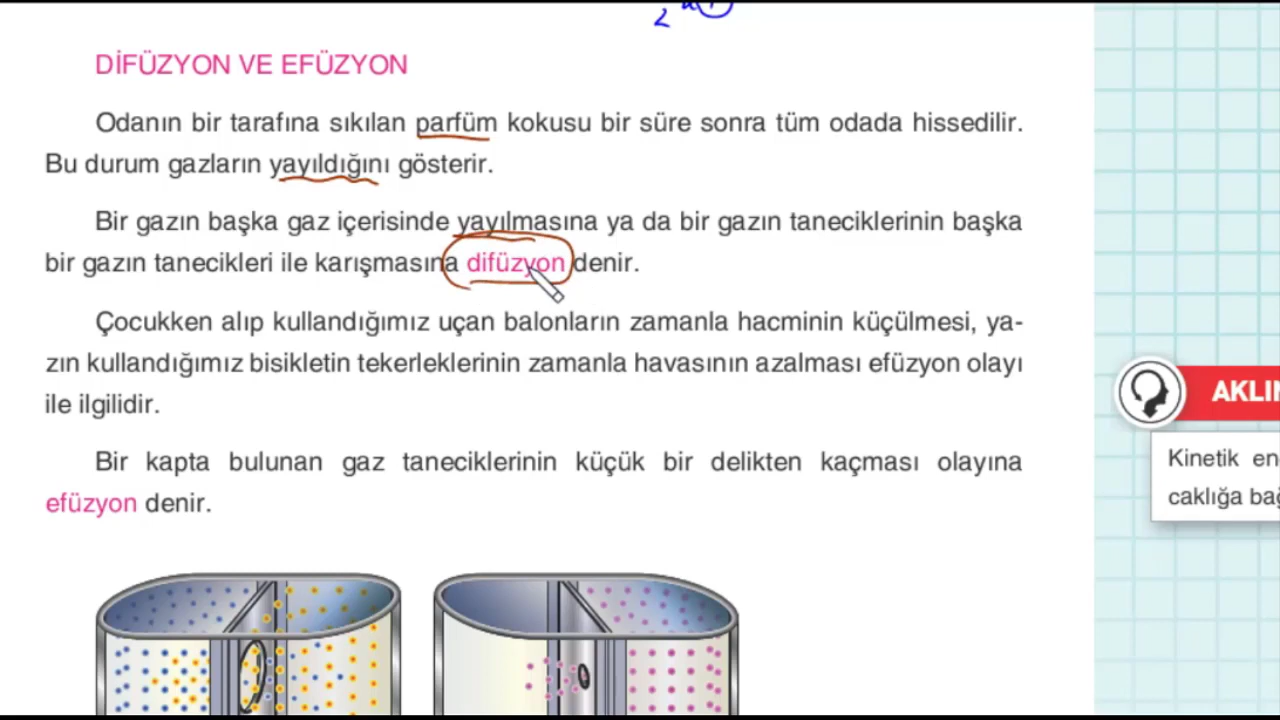 DİFÜZYON VE EFÜZYON
Odanın bir tarafına sıkılan parfüm kokusu bir süre sonra tüm odada hissedilir.
Bu durum gazların yayıldığını gösterir.
Bir gazın başka gaz içerisinde yayılmasına ya da bir gazın taneciklerinin başka
bir gazın tanecikleri ile karışmasına difüzyon denir.
Çocukken alıp kullandığımız uçan balonların zamanla hacminin küçülmesi, ya-
zın kullandığımız bisikletin tekerleklerinin zamanla havasının azalması efüzyon olayı
ile ilgilidir.
Bir kapta bulunan gaz taneciklerinin küçük bir delikten kaçması olayına
efüzyon denir.
AKLIN
Kinetik en
caklığa bağ